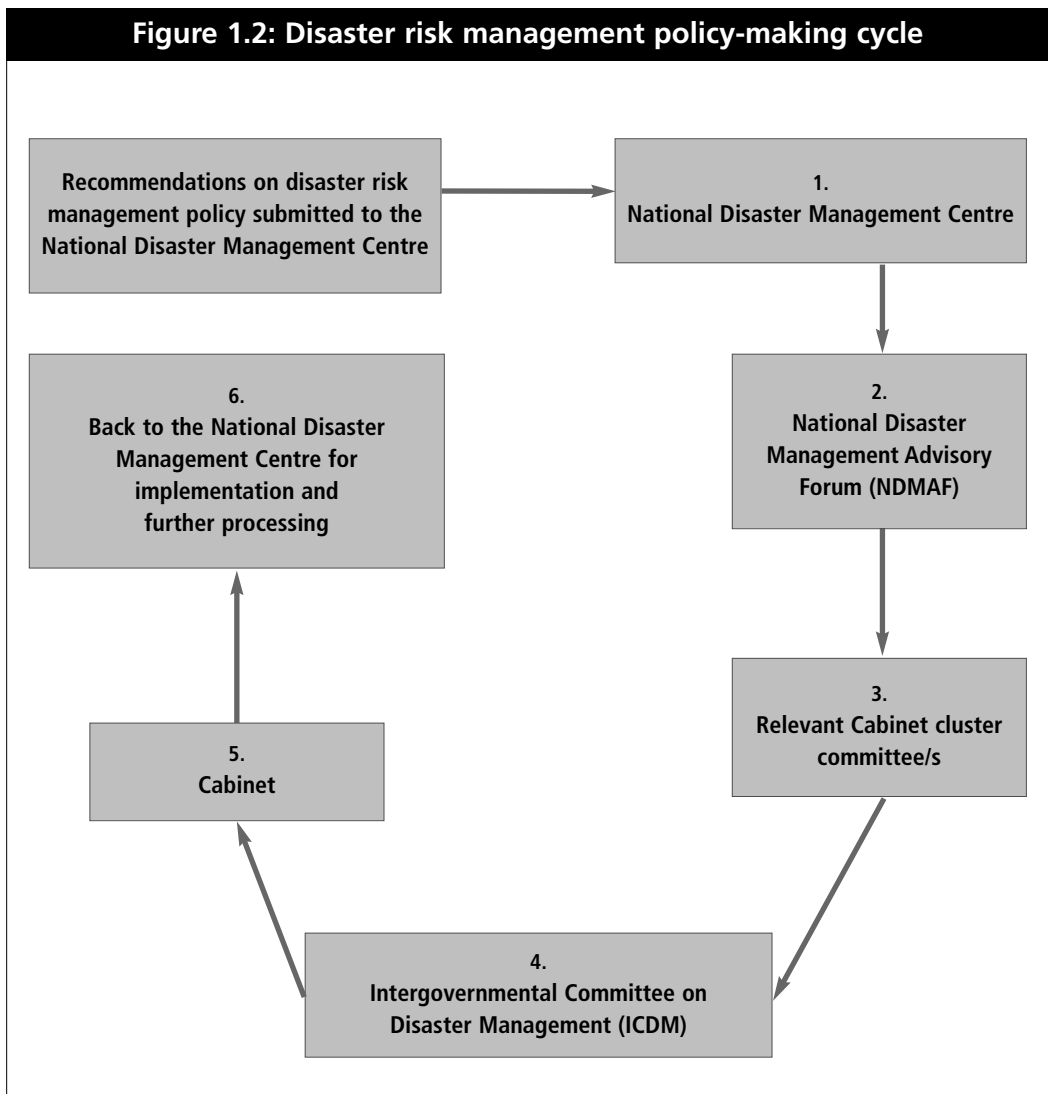 Figure 1.2: Disaster risk management policy-making cycle
Recommendations on disaster risk
management policy submitted to the
National Disaster Management Centre
1.
National Disaster Management Centre
2.
National Disaster
Management Advisory
Forum (NDMAF)
3.
Relevant Cabinet cluster
committee/s
4.
Intergovernmental Committee on
Disaster Management (ICDM)
5.
Cabinet
6.
Back to the National Disaster
Management Centre for
implementation and
further processing